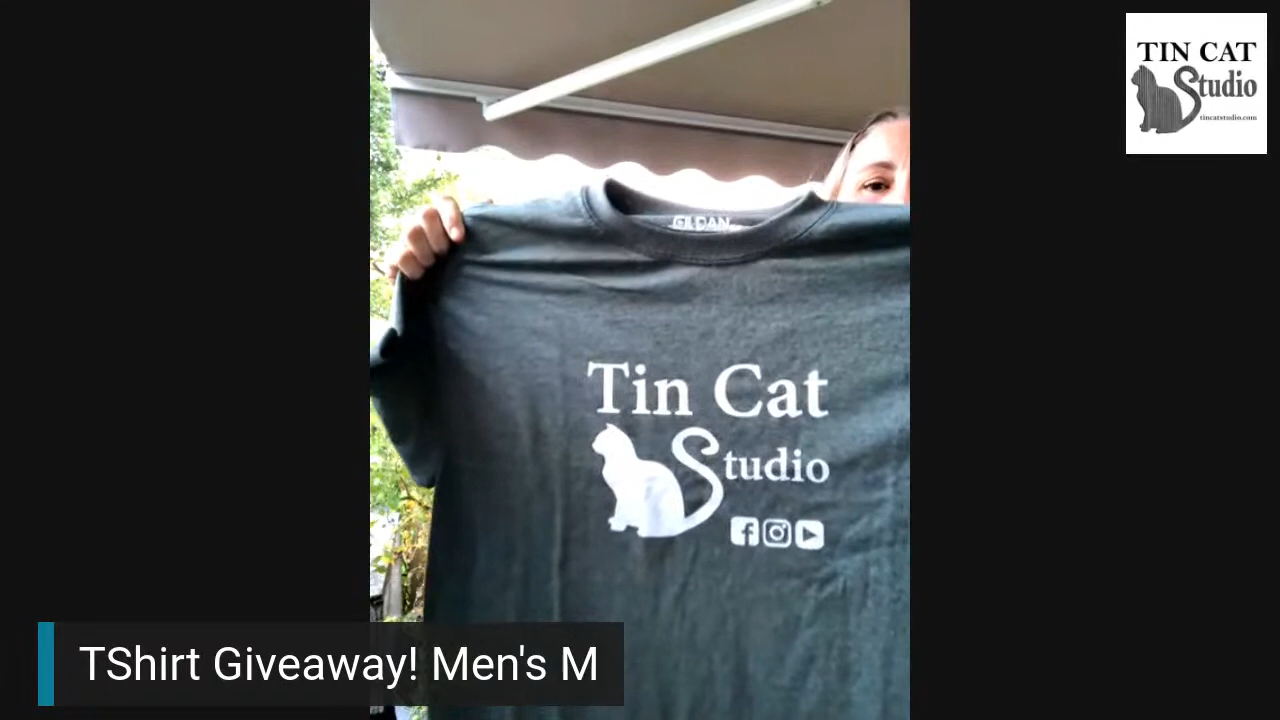 TIN CAT
Studio
tincatstudio.com
GILDAN
Tin Cat
Studio
TShirt Giveaway! Men's M